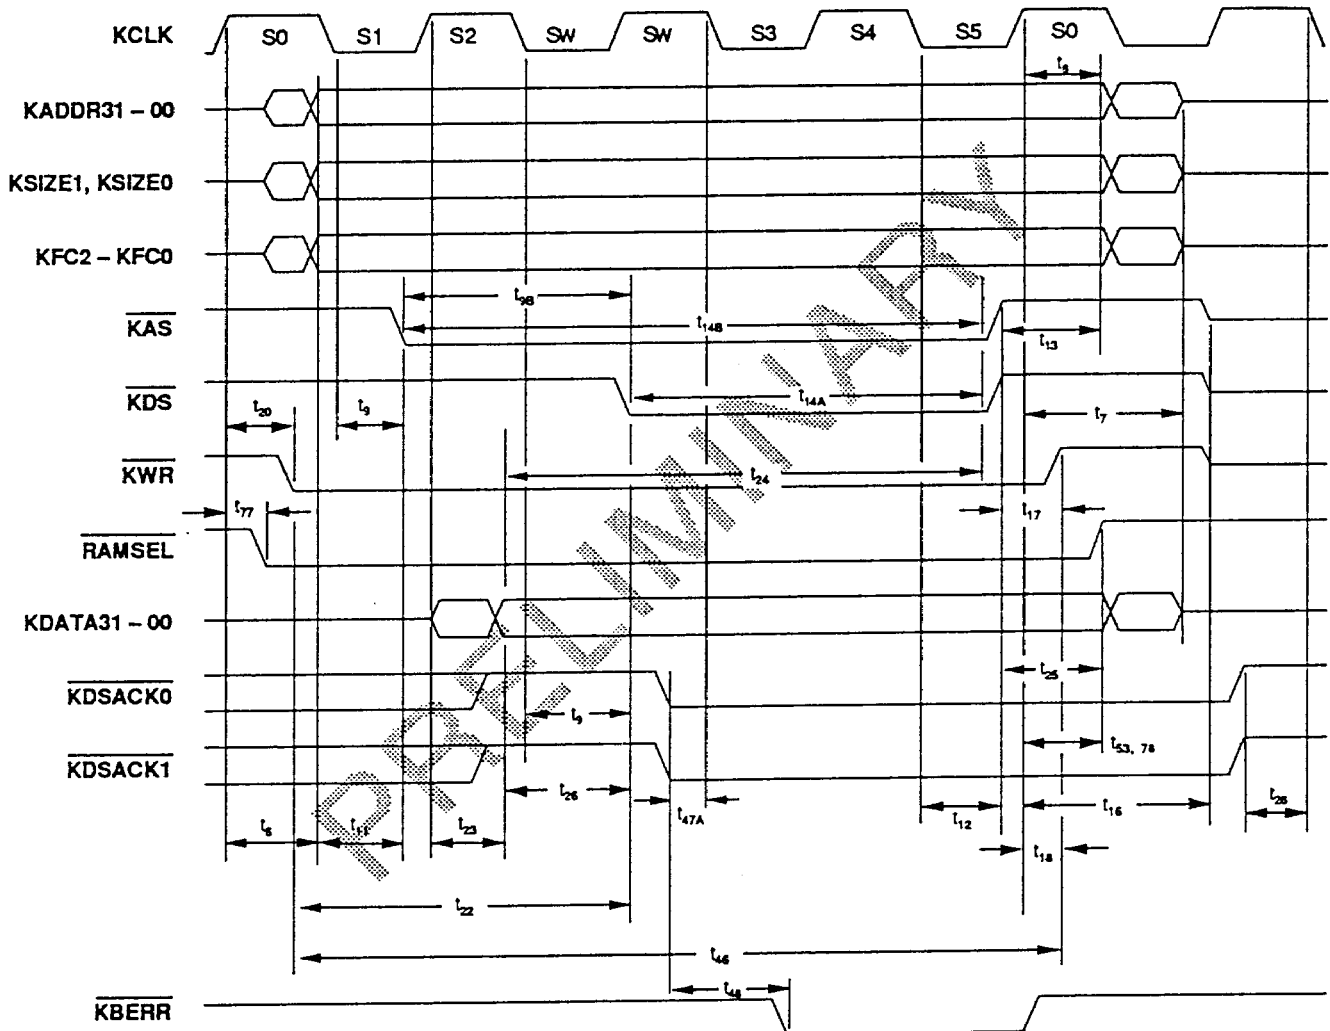 KCLK S0 S1 S2 SW SW S3 S4 S5 S0
t9
KADDR31 – 00
KSIZE1, KSIZE0
KFC2 – KFC0
t9B
KAS
t14B
t13
KDS
t14A
t20
t9
t7
KWR
t24
t77
t17
RAMSEL
KDATA31 – 00
t25
KDSACK0
t9
t53, 78
KDSACK1
t26
t47A
t12
t16
t28
t6
t11
t23
t18
t22
t46
t48
KBERR
PRELIMINARY